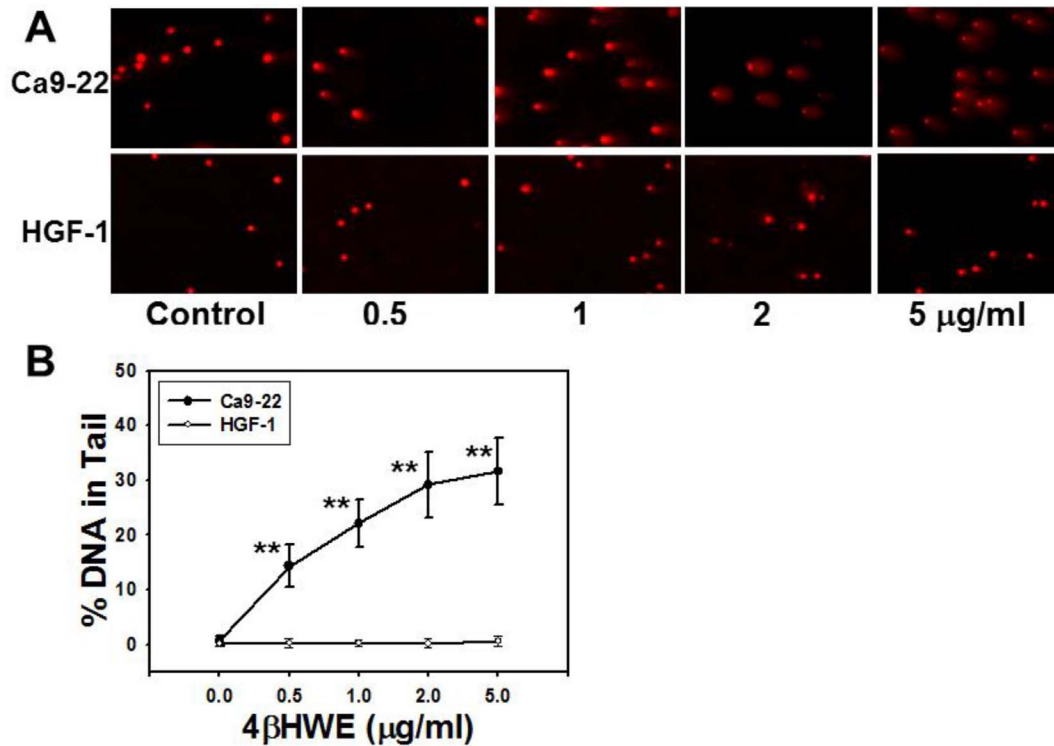 A
Ca9-22
HGF-1
Control 0.5 1 2 5 μg/ml
B
50
40
30
20
10
0
% DNA in Tail
Ca9-22
HGF-1
**
**
**
**
0.0 0.5 1.0 2.0 5.0
4βHWE (μg/ml)